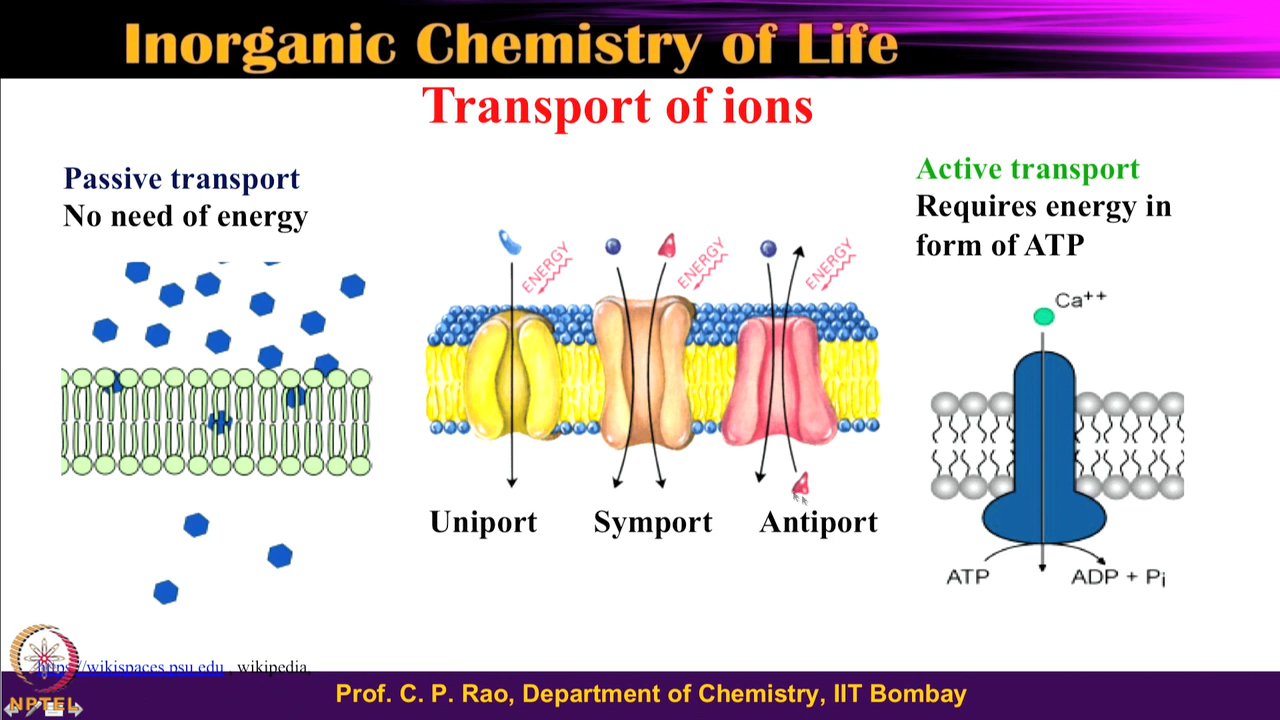 Inorganic Chemistry of Life
Transport of ions
Passive transport
No need of energy
Active transport
Requires energy in
form of ATP
ENERGY
ENERGY
ENERGY
Ca++
Uniport
Symport
Antiport
ATP
ADP + Pi
https://wikispaces.psu.edu , wikipedia,
NPTEL
Prof. C. P. Rao, Department of Chemistry, IIT Bombay